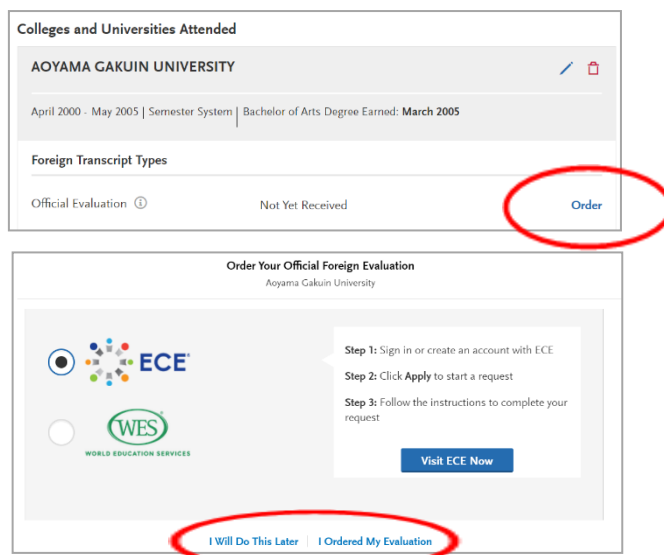 Colleges and Universities Attended
AOYAMA GAKUIN UNIVERSITY
April 2000 - May 2005 | Semester System | Bachelor of Arts Degree Earned: March 2005
Foreign Transcript Types
Official Evaluation
Not Yet Received
Order
Order Your Official Foreign Evaluation
Aoyama Gakuin University
ECE
WES
WORLD EDUCATION SERVICES
Step 1: Sign in or create an account with ECE
Step 2: Click Apply to start a request
Step 3: Follow the instructions to complete your
request
Visit ECE Now
I Will Do This Later | I Ordered My Evaluation